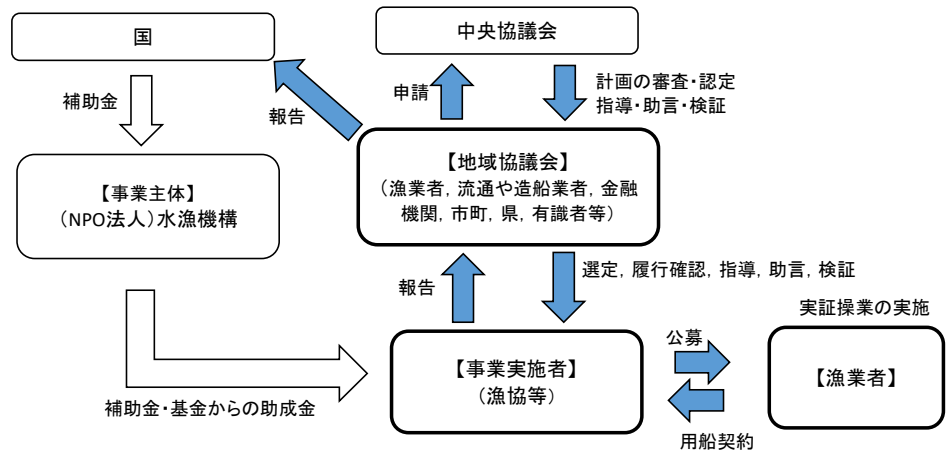 国
中央協議会
補助金
報告
申請
計画の審査・認定
指導・助言・検証
【事業主体】
（NPO法人）水漁機構
【地域協議会】
（漁業者，流通や造船業者，金融
機関，市町，県，有識者等）
報告
選定，履行確認，指導，助言，検証
実証操業の実施
【事業実施者】
（漁協等）
公募
【漁業者】
補助金・基金からの助成金
用船契約